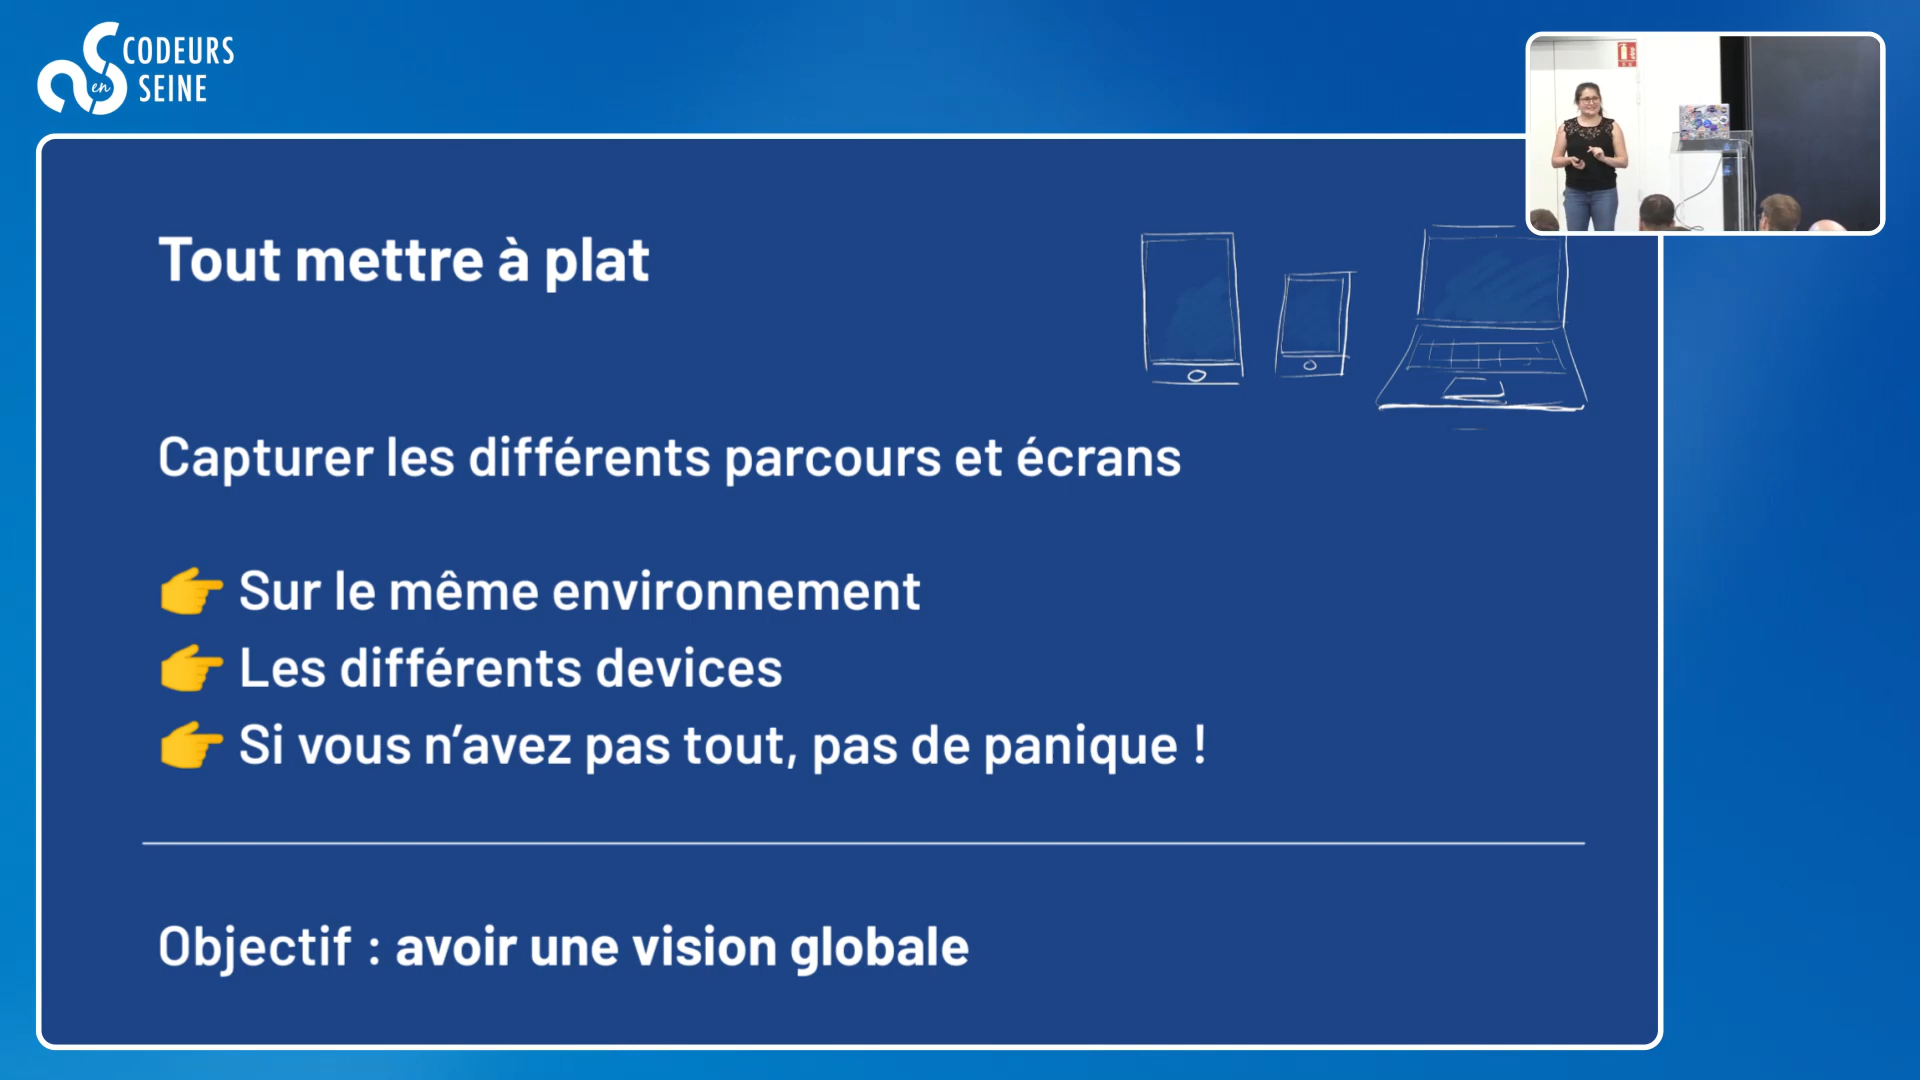 CODEURS
en SEINE
Tout mettre à plat
Capturer les différents parcours et écrans
👉 Sur le même environnement
👉 Les différents devices
👉 Si vous n’avez pas tout, pas de panique !
Objectif : avoir une vision globale